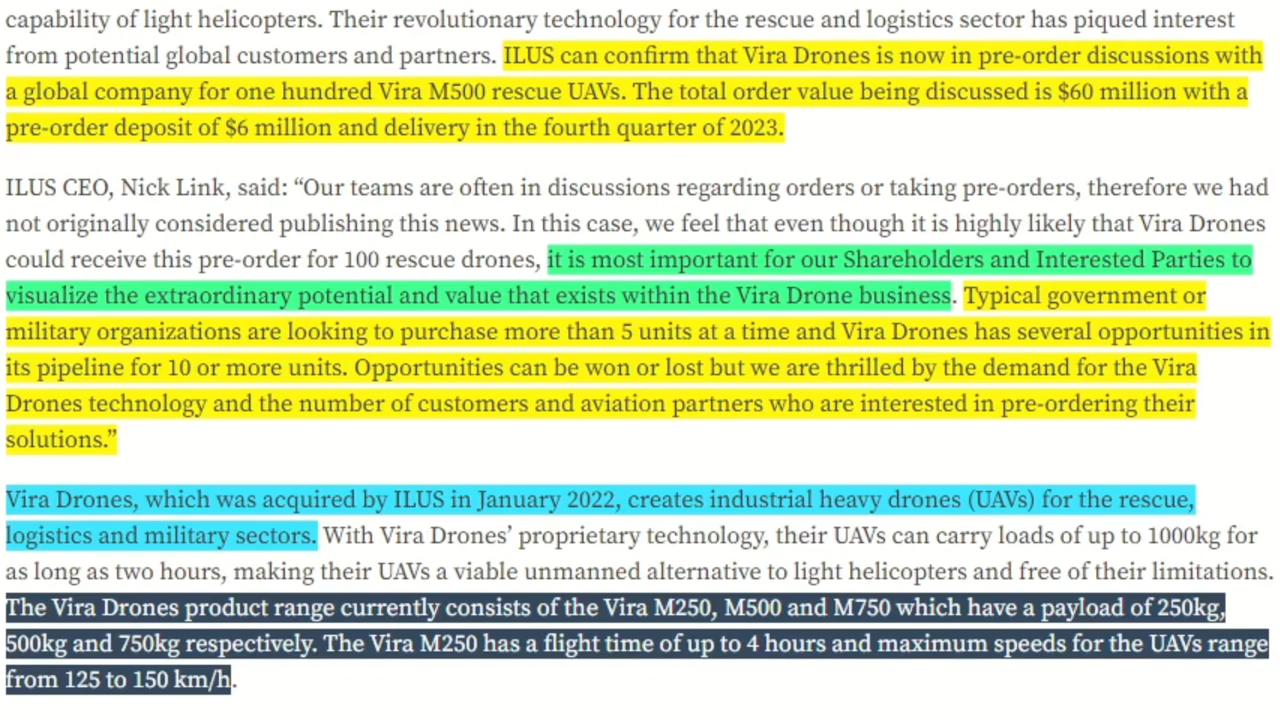 capability of light helicopters. Their revolutionary technology for the rescue and logistics sector has piqued interest
from potential global customers and partners. ILUS can confirm that Vira Drones is now in pre-order discussions with
a global company for one hundred Vira M500 rescue UAVs. The total order value being discussed is $60 million with a
pre-order deposit of $6 million and delivery in the fourth quarter of 2023.
ILUS CEO, Nick Link, said: “Our teams are often in discussions regarding orders or taking pre-orders, therefore we had
not originally considered publishing this news. In this case, we feel that even though it is highly likely that Vira Drones
could receive this pre-order for 100 rescue drones, it is most important for our Shareholders and Interested Parties to
visualize the extraordinary potential and value that exists within the Vira Drone business. Typical government or
military organizations are looking to purchase more than 5 units at a time and Vira Drones has several opportunities in
its pipeline for 10 or more units. Opportunities can be won or lost but we are thrilled by the demand for the Vira
Drones technology and the number of customers and aviation partners who are interested in pre-ordering their
solutions.”
Vira Drones, which was acquired by ILUS in January 2022, creates industrial heavy drones (UAVs) for the rescue,
logistics and military sectors. With Vira Drones’ proprietary technology, their UAVs can carry loads of up to 1000kg for
as long as two hours, making their UAVs a viable unmanned alternative to light helicopters and free of their limitations.
The Vira Drones product range currently consists of the Vira M250, M500 and M750 which have a payload of 250kg,
500kg and 750kg respectively. The Vira M250 has a flight time of up to 4 hours and maximum speeds for the UAVs range
from 125 to 150 km/h.